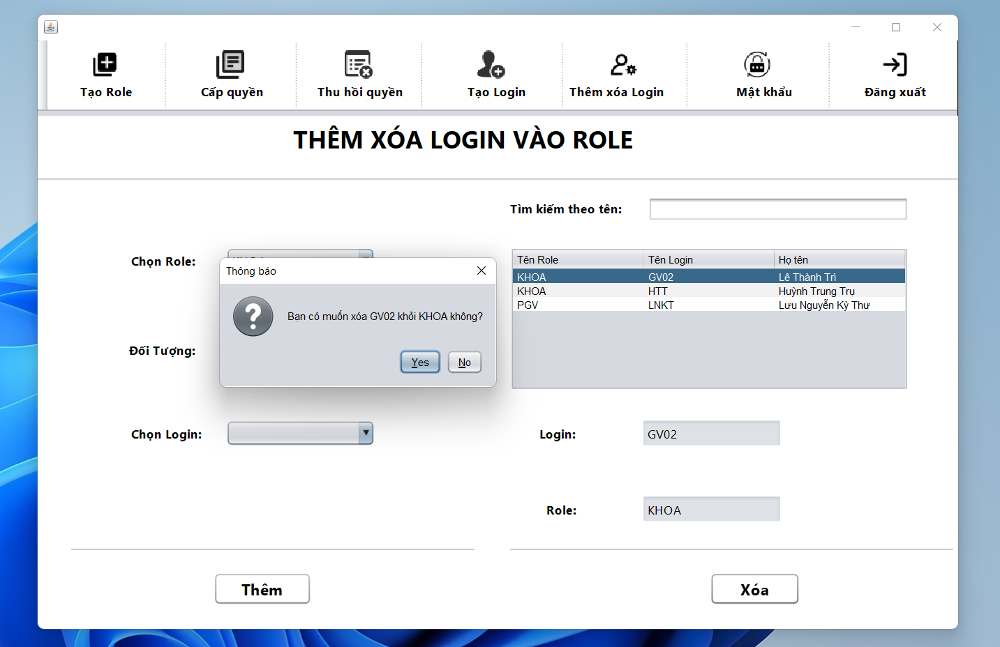 Tạo Role
Cấp quyền
Thu hồi quyền
Tạo Login
Thêm xóa Login
Mật khẩu
Đăng xuất
THÊM XÓA LOGIN VÀO ROLE
Tìm kiếm theo tên:
Chọn Role:
Tên Role Tên Login Họ tên
KHOA GV02 Lê Thành Trì
KHOA HTT Huỳnh Trung Trụ
PGV LNKT Lưu Nguyễn Kỳ Thư
Thông báo
Bạn có muốn xóa GV02 khỏi KHOA không?
Yes No
Đối Tượng:
Chọn Login:
Login: GV02
Role: KHOA
Thêm
Xóa